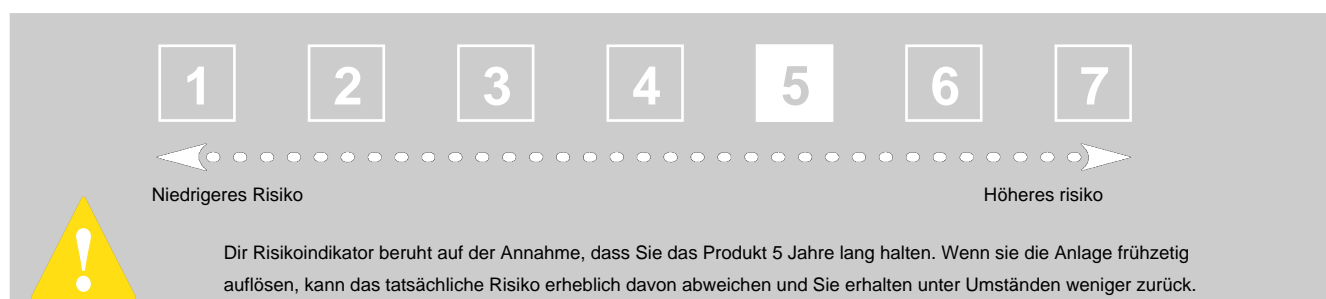 1 2 3 4 5 6 7
Niedrigeres Risiko Höheres risiko
!
Dir Risikoindikator beruht auf der Annahme, dass Sie das Produkt 5 Jahre lang halten. Wenn sie die Anlage frühzetig
auflösen, kann das tatsächliche Risiko erheblich davon abweichen und Sie erhalten unter Umständen weniger zurück.